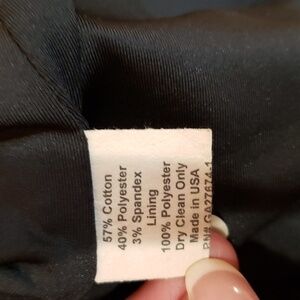 57% Cotton
40% Polyester
3% Spandex
Lining
100% Polyester
Dry Clean Only
Made in USA